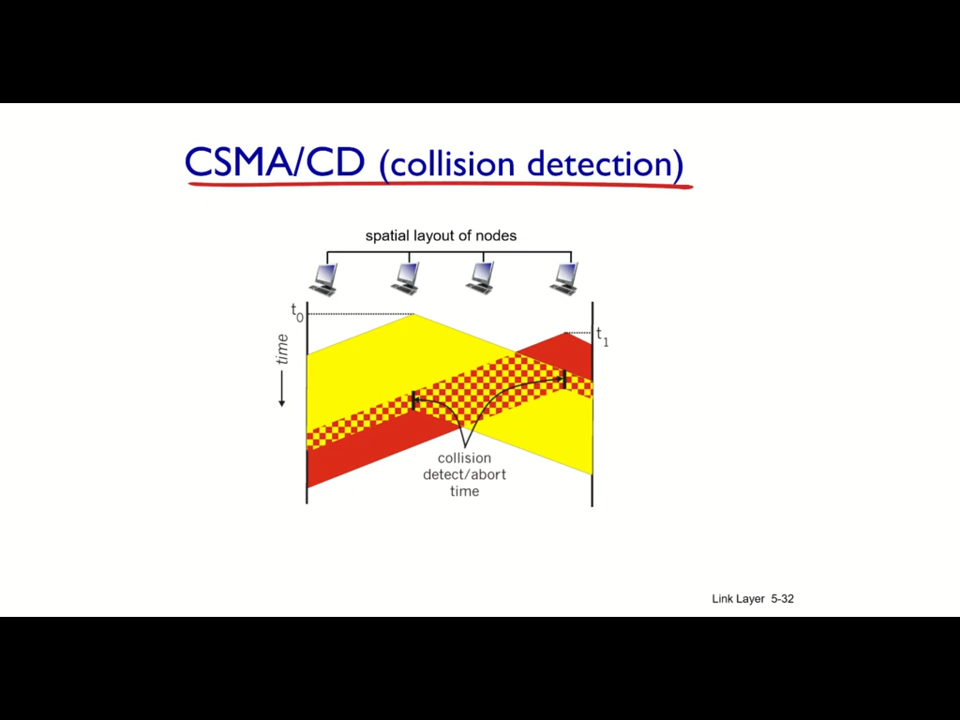 CSMA/CD (collision detection)
spatial layout of nodes
t0
t1
time
collision
detect/abort
time
Link Layer 5-32